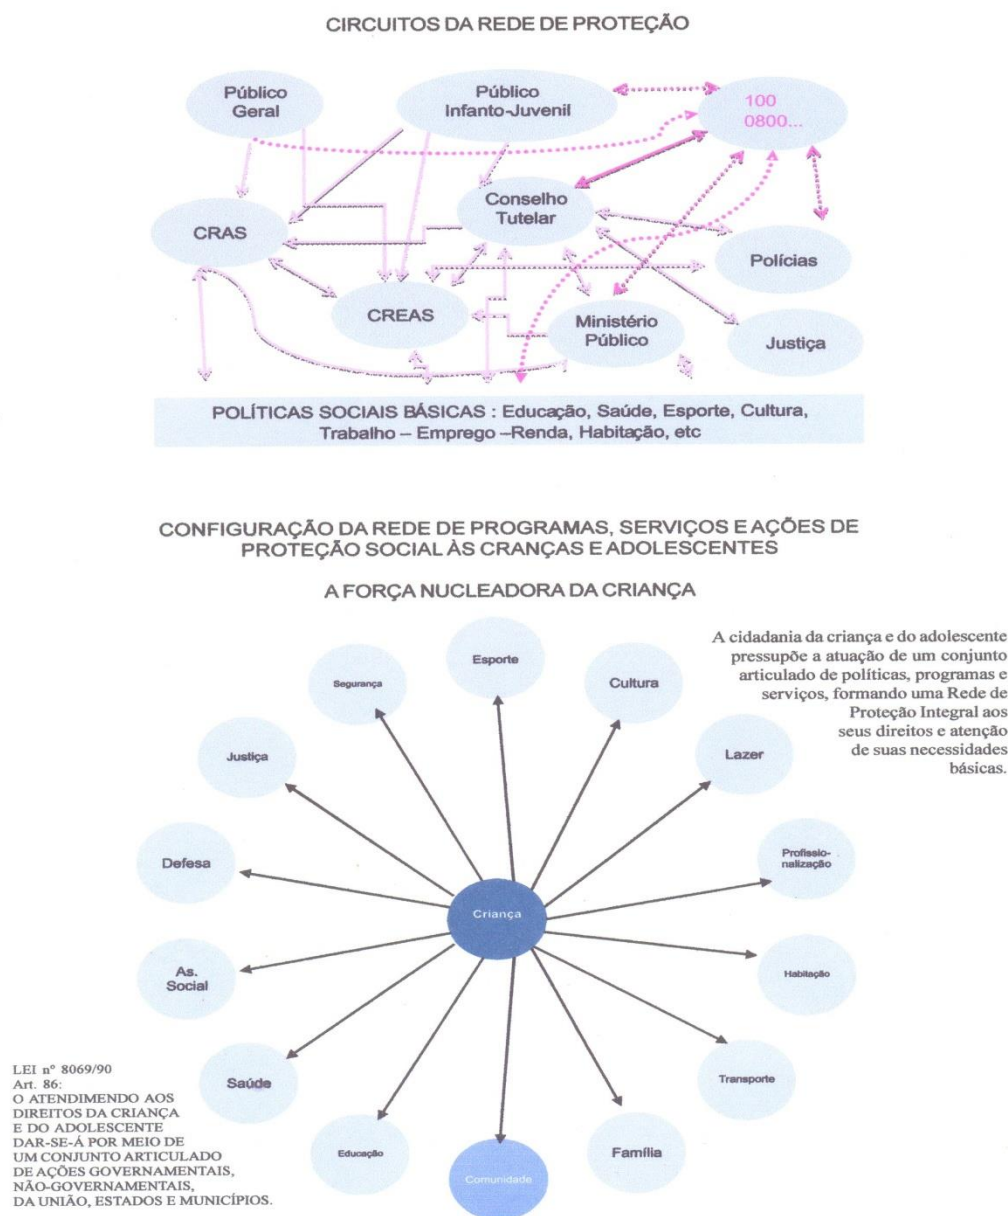 CIRCUITOS DA REDE DE PROTEÇÃO
Público
Geral
Público
Infanto-Juvenil
100
0800...
CRAS
Conselho
Tutelar
Polícias
CREAS
Ministério
Público
Justiça
POLÍTICAS SOCIAIS BÁSICAS : Educação, Saúde, Esporte, Cultura,
Trabalho – Emprego –Renda, Habitação, etc
CONFIGURAÇÃO DA REDE DE PROGRAMAS, SERVIÇOS E AÇÕES DE
PROTEÇÃO SOCIAL ÀS CRANÇAS E ADOLESCENTES
A FORÇA NUCLEADORA DA CRIANÇA
A cidadania da criança e do adolescente
pressupõe a atuação de um conjunto
articulado de políticas, programas e
serviços, formando uma Rede de
Proteção Integral aos
seus direitos e atenção
de suas necessidades
básicas.
Esporte
Segurança
Cultura
Justiça
Lazer
Defesa
Profissio-
nalização
Criança
As.
Social
Habitação
Saúde
Transporte
Educação
Família
Comunidade
LEI nº 8069/90
Art. 86:
O ATENDIMENDO AOS
DIREITOS DA CRIANÇA
E DO ADOLESCENTE
DAR-SE-Á POR MEIO DE
UM CONJUNTO ARTICULADO
DE AÇÕES GOVERNAMENTAIS,
NÃO-GOVERNAMENTAIS,
DA UNIÃO, ESTADOS E MUNICÍPIOS.